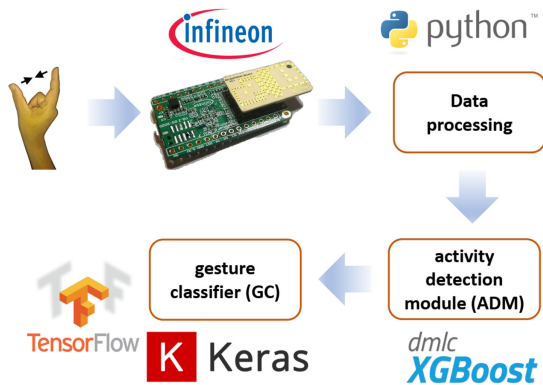 infineon
python™
Data
processing
activity
detection
module (ADM)
gesture
classifier (GC)
TensorFlow
K Keras
dmlc
XGBoost